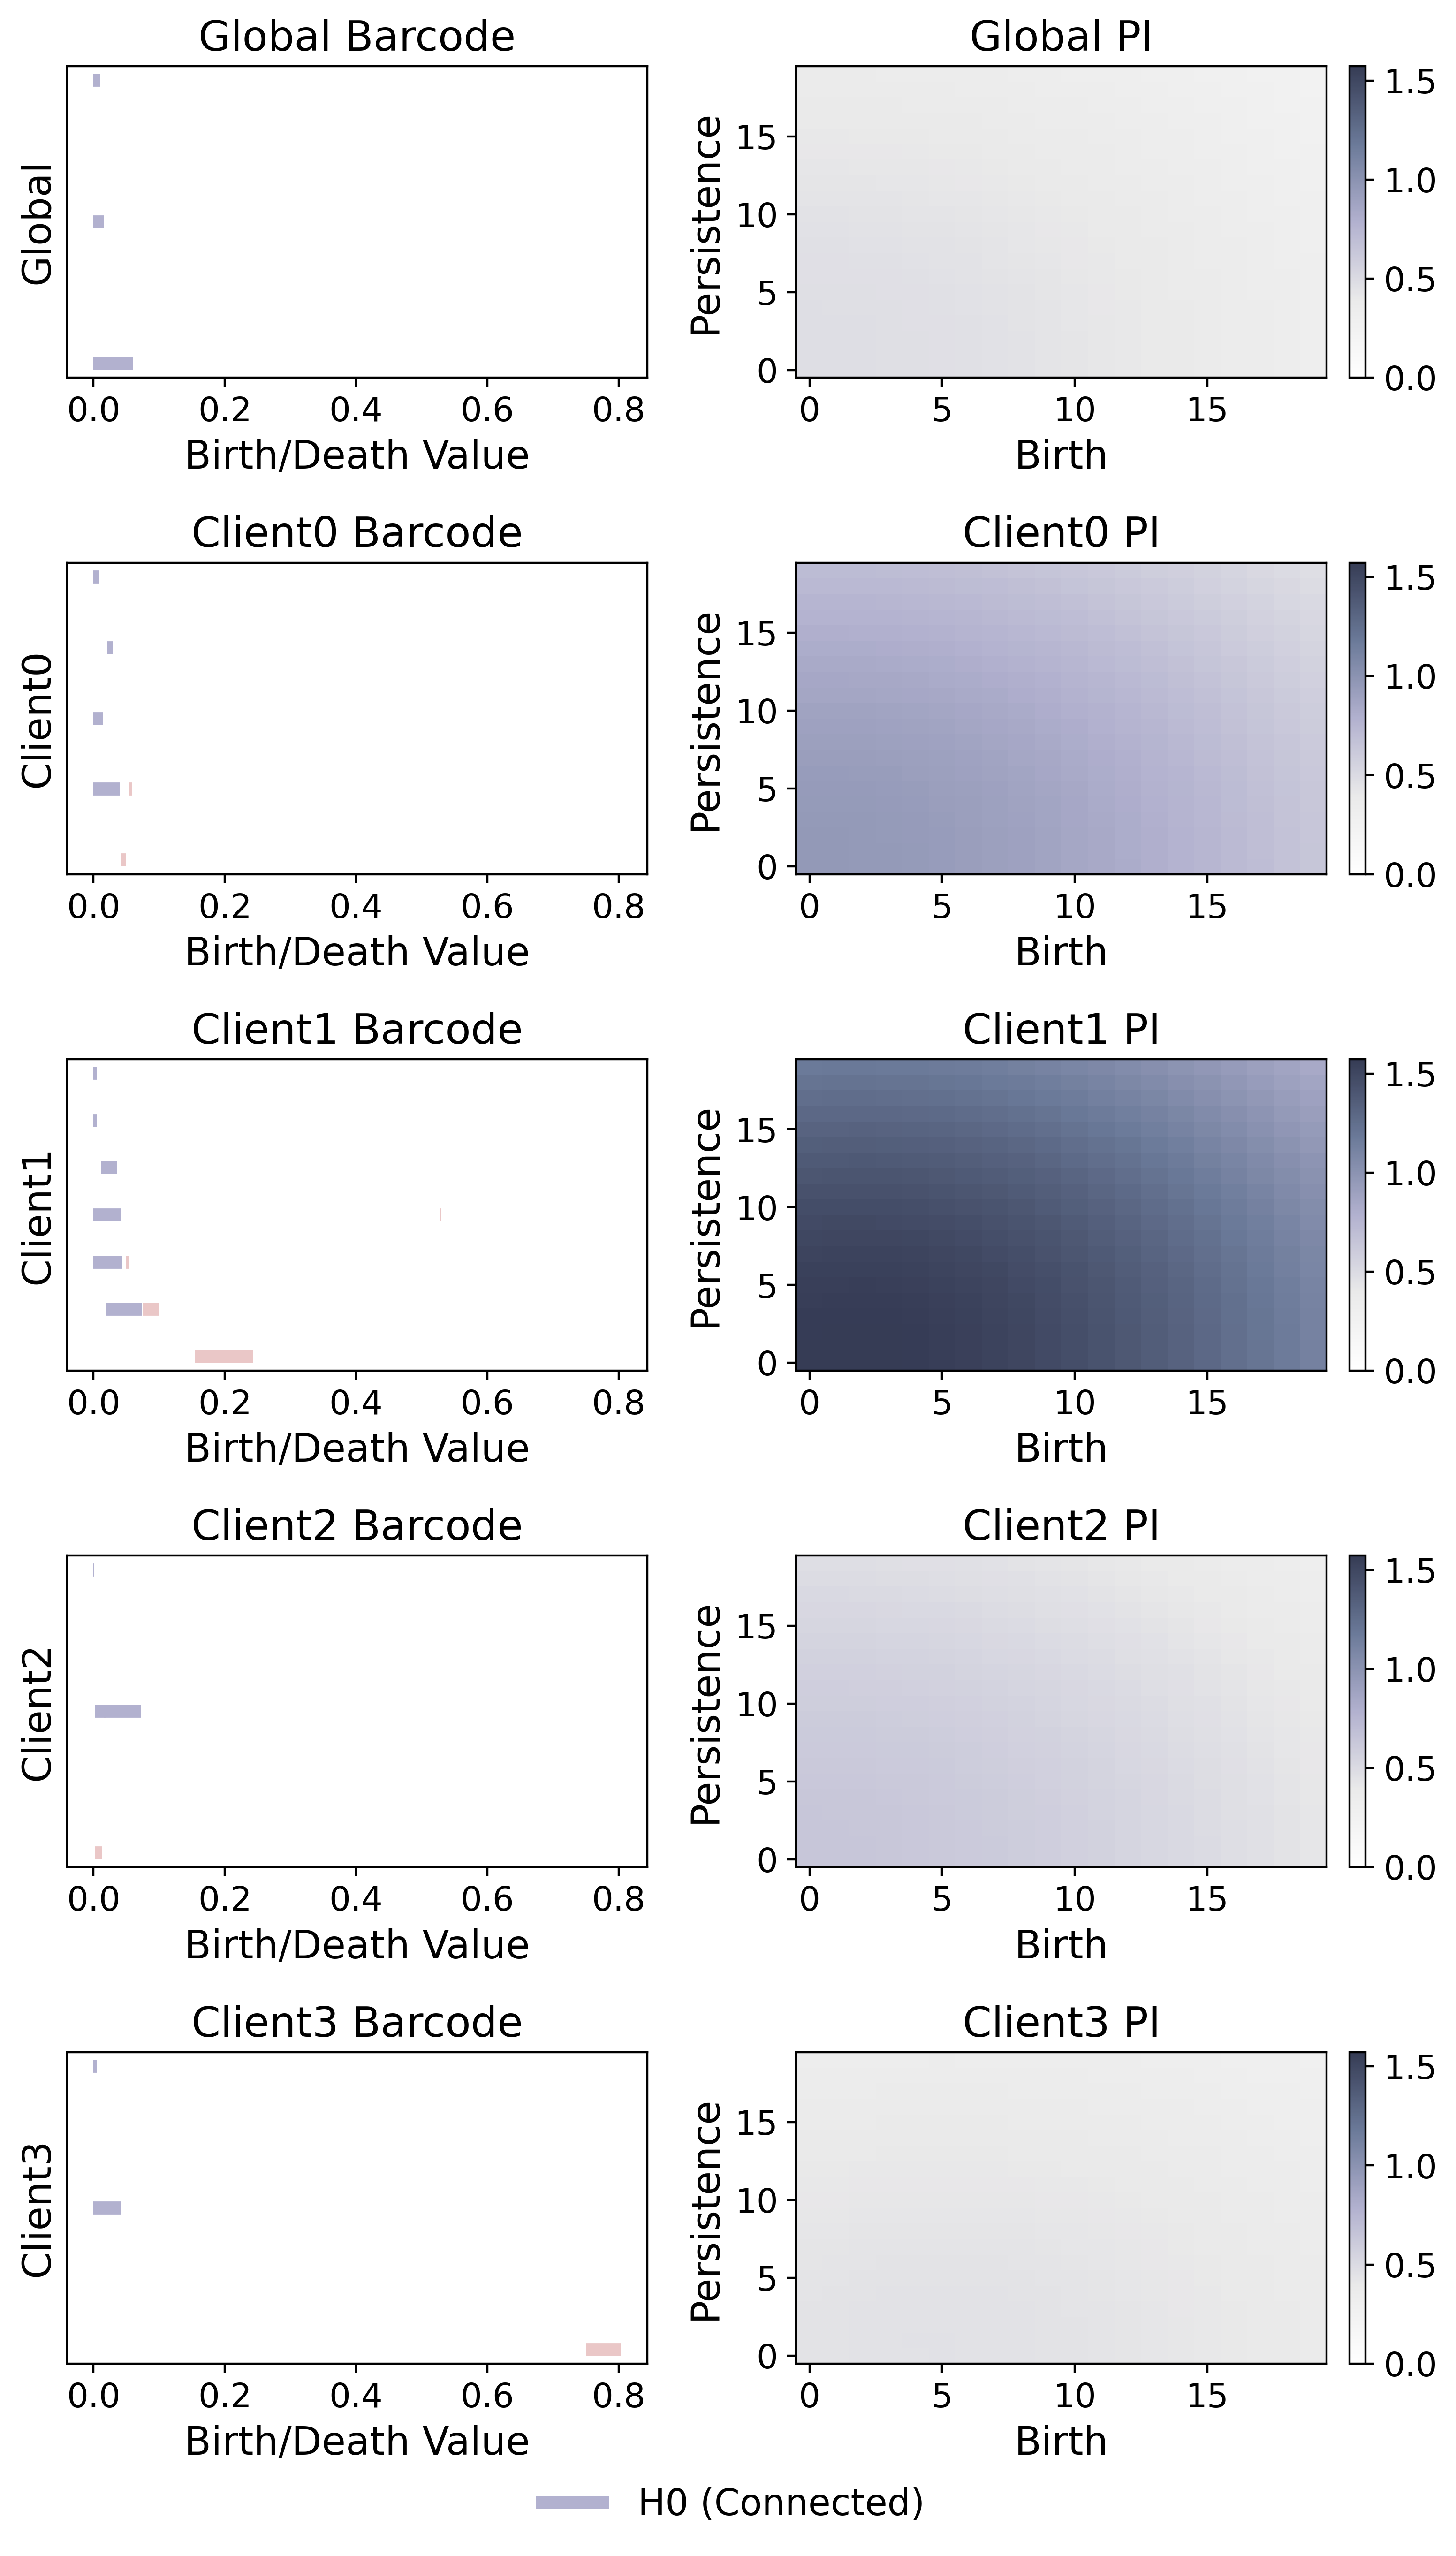 Global Barcode
Global PI
Global
0.0 0.2 0.4 0.6 0.8
Birth/Death Value
Persistence
15
10
5
0
0 5 10 15
Birth
1.5
1.0
0.5
0.0
Client0 Barcode
Client0 PI
Client0
0.0 0.2 0.4 0.6 0.8
Birth/Death Value
Persistence
15
10
5
0
0 5 10 15
Birth
1.5
1.0
0.5
0.0
Client1 Barcode
Client1 PI
Client1
0.0 0.2 0.4 0.6 0.8
Birth/Death Value
Persistence
15
10
5
0
0 5 10 15
Birth
1.5
1.0
0.5
0.0
Client2 Barcode
Client2 PI
Client2
0.0 0.2 0.4 0.6 0.8
Birth/Death Value
Persistence
15
10
5
0
0 5 10 15
Birth
1.5
1.0
0.5
0.0
Client3 Barcode
Client3 PI
Client3
0.0 0.2 0.4 0.6 0.8
Birth/Death Value
Persistence
15
10
5
0
0 5 10 15
Birth
1.5
1.0
0.5
0.0
H0 (Connected)